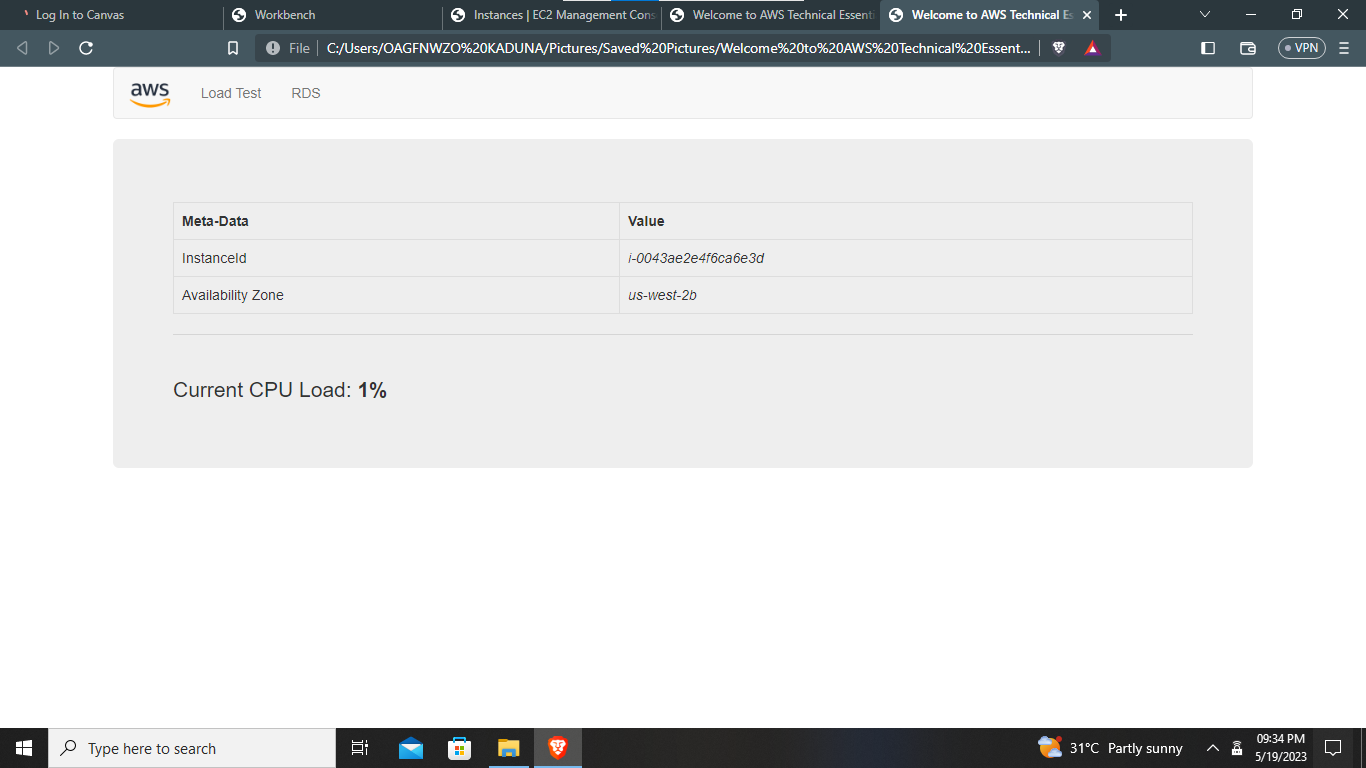 Log In to Canvas
Workbench
Instances | EC2 Management Cons
Welcome to AWS Technical Essenti
Welcome to AWS Technical Es
File
C:/Users/OAGFNWZO%20KADUNA/Pictures/Saved%20Pictures/Welcome%20to%20AWS%20Technical%20Essent...
VPN
aws
Load Test
RDS
Meta-Data
Value
InstanceId
i-0043ae2e4f6ca6e3d
Availability Zone
us-west-2b
Current CPU Load: 1%
Type here to search
31°C Partly sunny
09:34 PM
5/19/2023